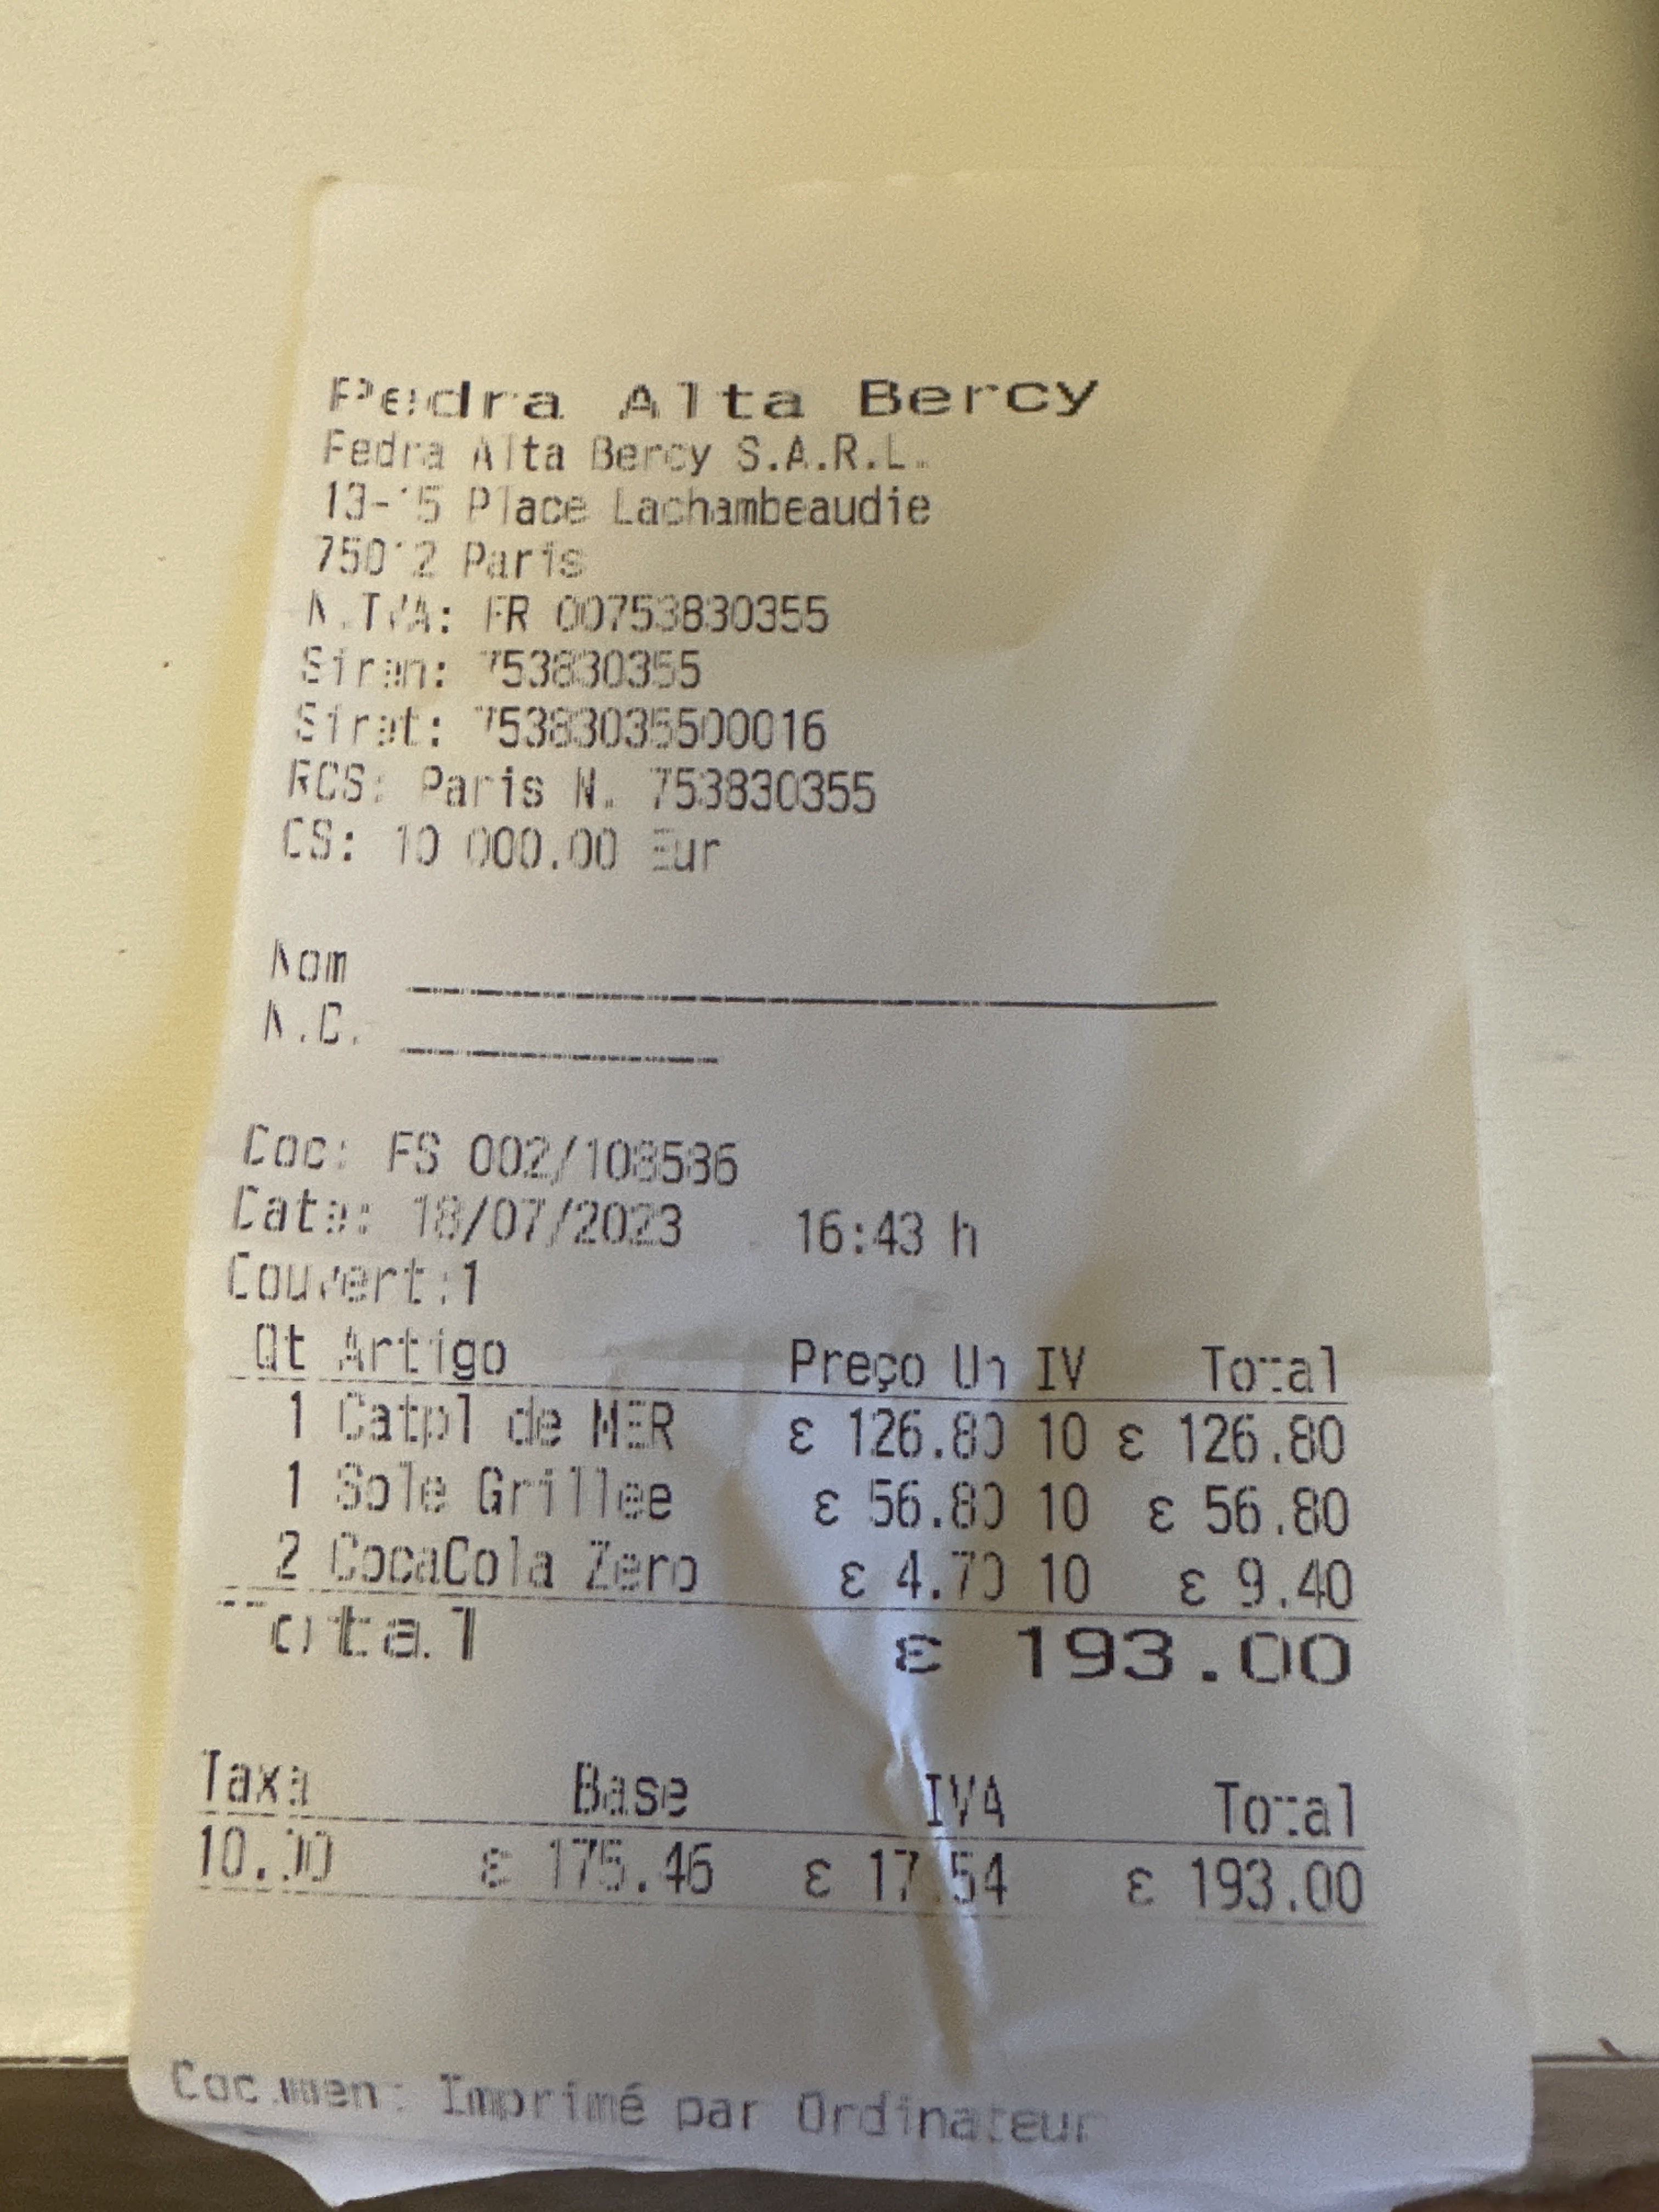 Pedra Alta Bercy
Pedra Alta Bercy S.A.R.L.
13-15 Place Lachambeaudie
75012 Paris
N.TVA: FR 00753830355
Siren: 753830355
Siret: 75383035500016
RCS: Paris N. 753830355
CS: 10 000.00 Eur
Nom
N.C.
Doc: FS 002/108586
Date: 18/07/2023 16:43 h
Couvert:1
Qt Artigo Preço Un IV Total
1 Catpl de MER € 126.80 10 € 126.80
1 Sole Grillee € 56.80 10 € 56.80
2 CocaCola Zero € 4.70 10 € 9.40
Total € 193.00
Taxa Base IVA Total
10.00 € 175.46 € 17.54 € 193.00
Document Imprimé par Ordinateur